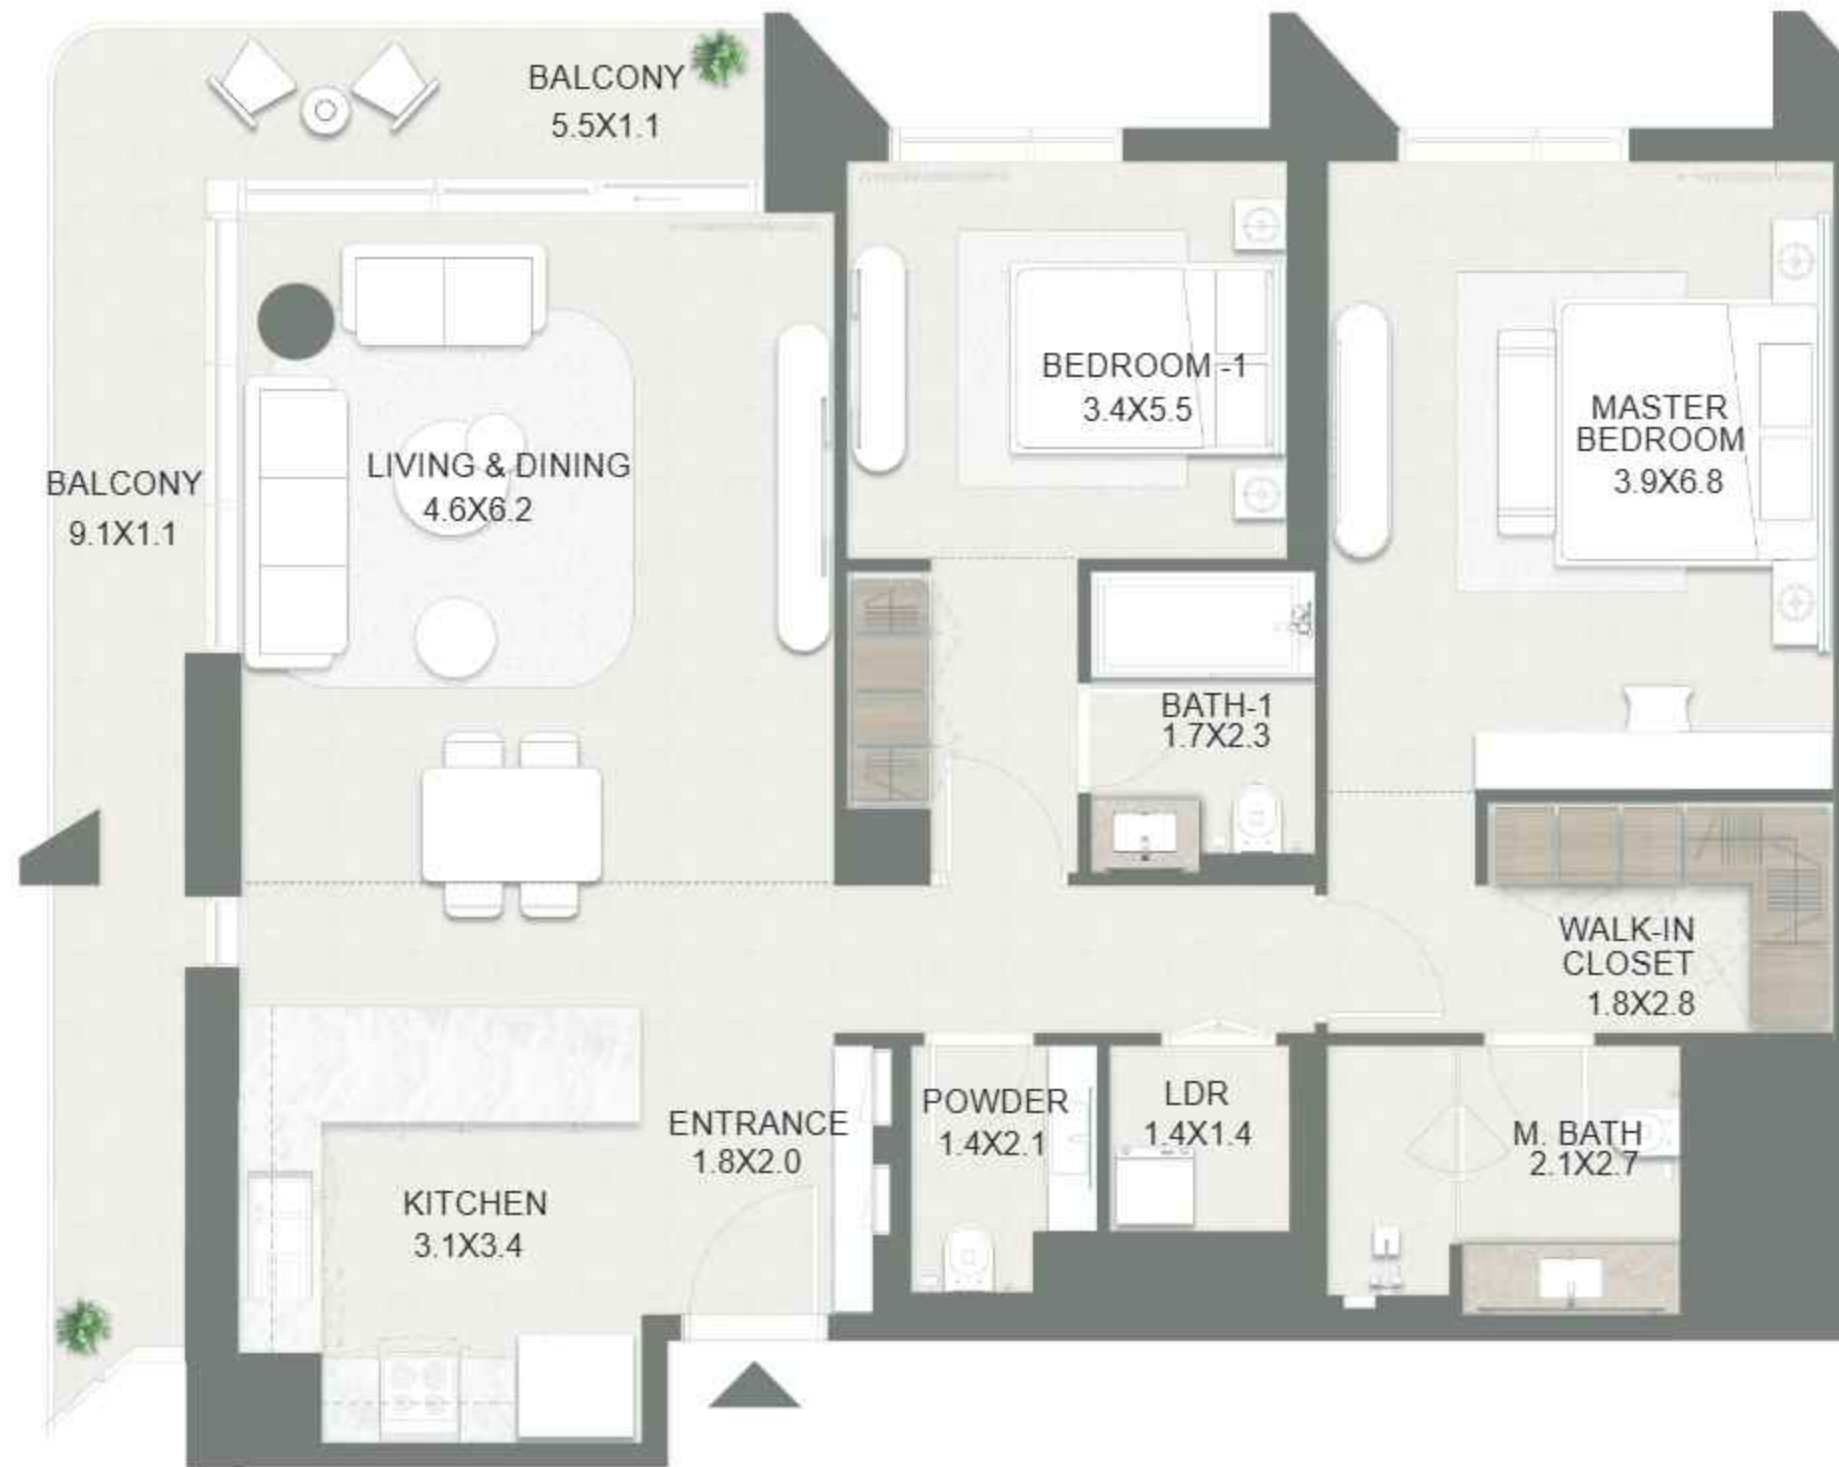 BALCONY
5.5X1.1
BEDROOM -1
3.4X5.5
MASTER
BEDROOM
3.9X6.8
LIVING & DINING
4.6X6.2
BALCONY
9.1X1.1
BATH-1
1.7X2.3
WALK-IN
CLOSET
1.8X2.8
POWDER
1.4X2.1
LDR
1.4X1.4
ENTRANCE
1.8X2.0
M. BATH
2.1X2.7
KITCHEN
3.1X3.4